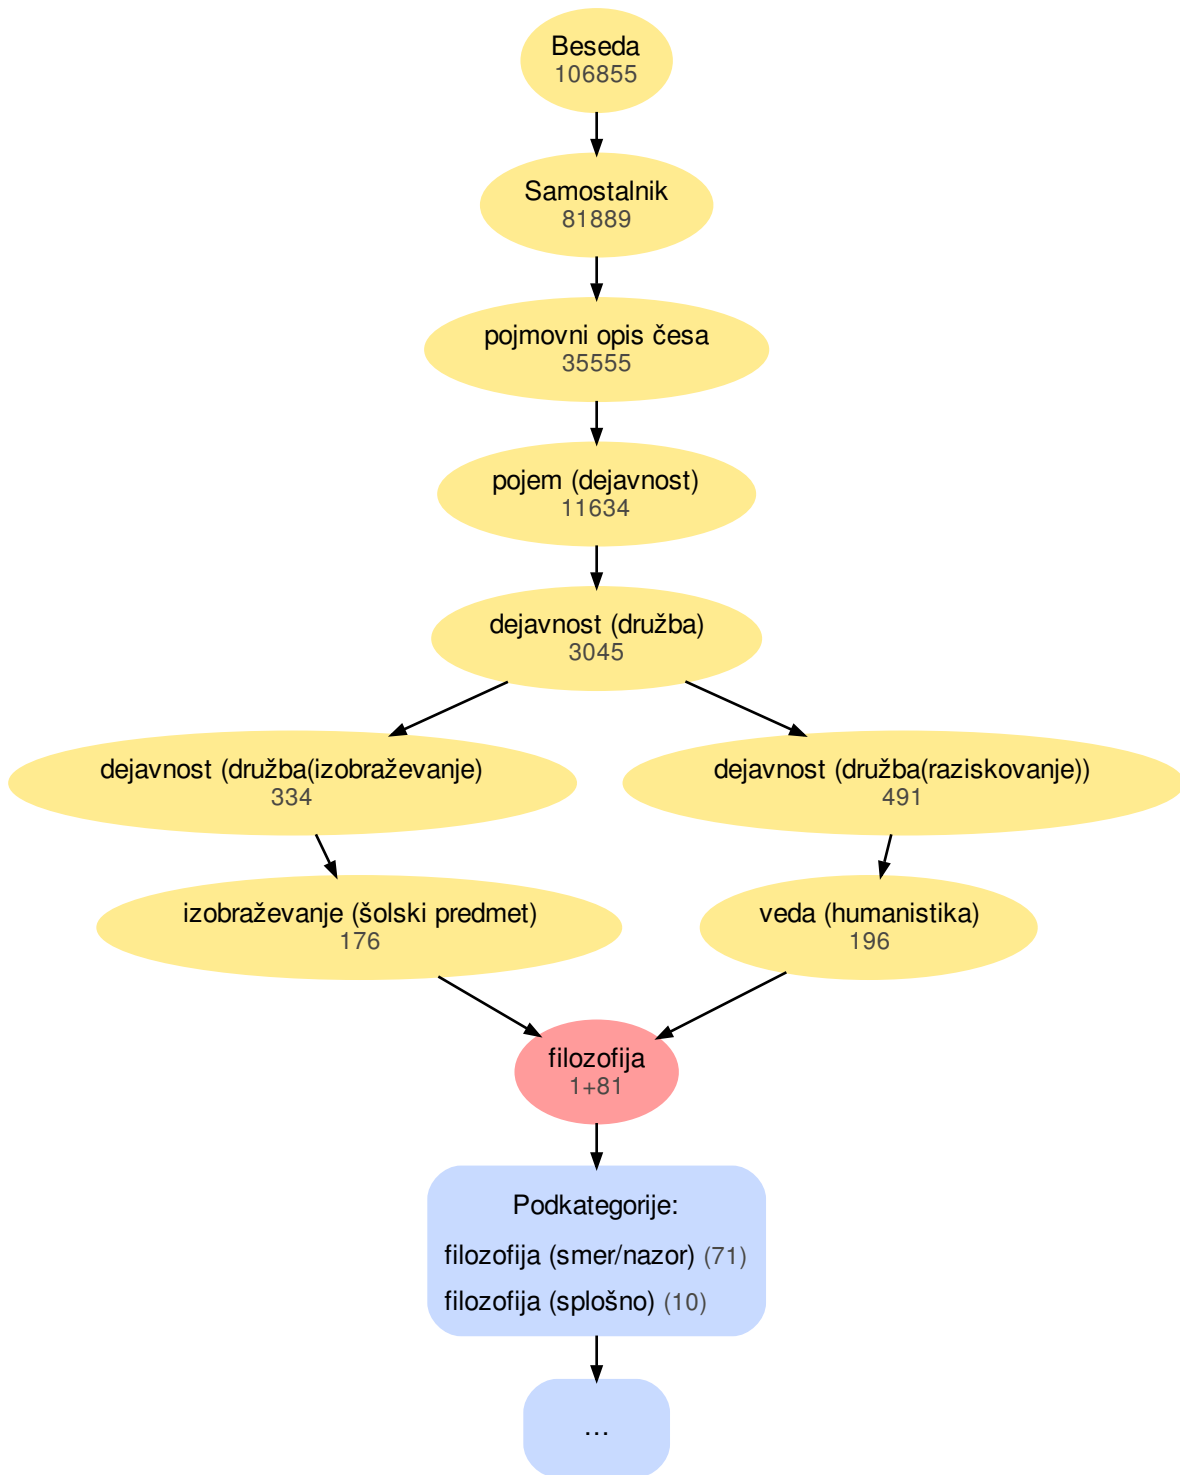 Beseda
106855
Samostalnik
81889
pojmovni opis česa
35555
pojem (dejavnost)
11634
dejavnost (družba)
3045
dejavnost (družba(izobraževanje)
334
dejavnost (družba(raziskovanje))
491
izobraževanje (šolski predmet)
176
veda (humanistika)
196
filozofija
1+81
Podkategorije:
filozofija (smer/nazor) (71)
filozofija (splošno) (10)
...